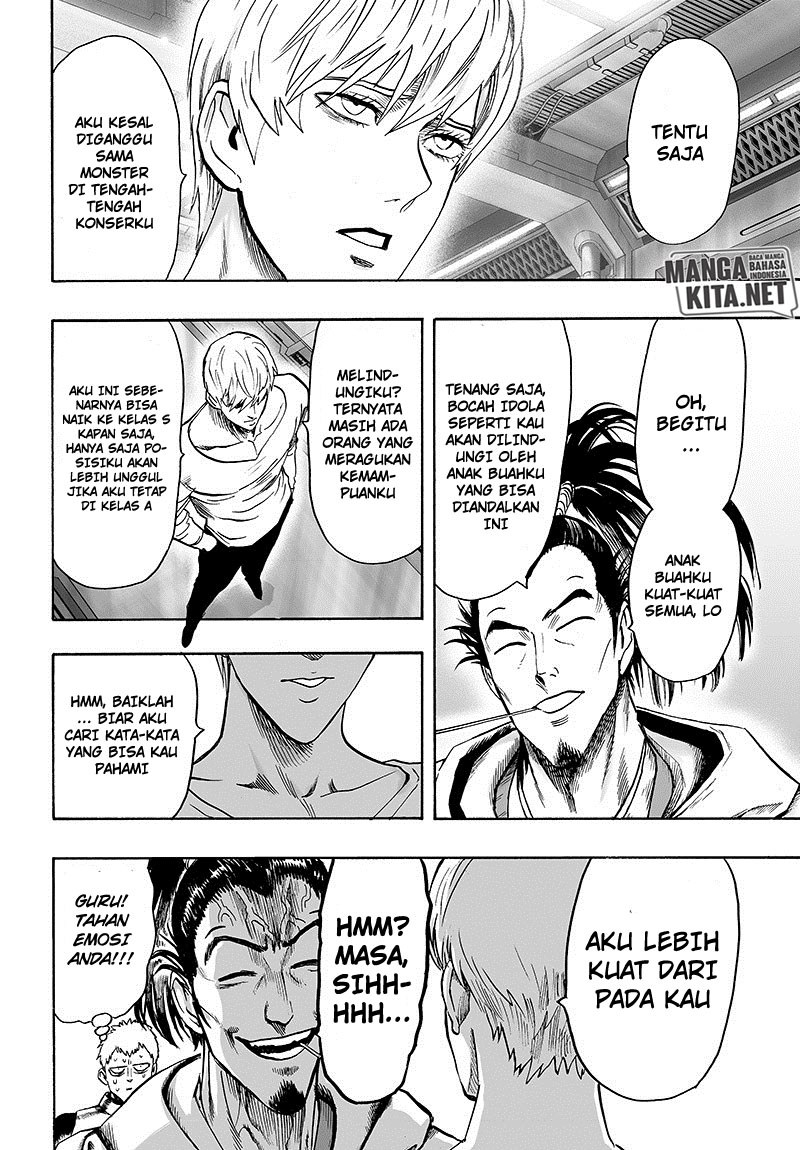 TENTU
SAJA
AKU KESAL
DIGANGGU
SAMA
MONSTER
DI TENGAH-
TENGAH
KONSERKU
MANGA
KITA.NET
BACA MANGA
BAHASA
INDONESIA
OH,
BEGITU
...
ANAK
BUAHKU
KUAT-KUAT
SEMUA, LO
TENANG SAJA,
BOCAH IDOLA
SEPERTI KAU
AKAN DILIND-
UNGI OLEH
ANAK BUAHKU
YANG BISA
DIANDALKAN
INI
MELIND-
UNGIKU?
TERNYATA
MASIH ADA
ORANG YANG
MERAGUKAN
KEMAM-
PUANKU
AKU INI SEBE-
NARNYA BISA
NAIK KE KELAS S
KAPAN SAJA,
HANYA SAJA PO-
SISIKU AKAN
LEBIH UNGGUL
JIKA AKU TETAP
DI KELAS A
HMM, BAIKLAH
... BIAR AKU
CARI KATA-KATA
YANG BISA KAU
PAHAMI
AKU LEBIH
KUAT DARI
PADA KAU
HMM?
MASA,
SIHH-
HHH...
GURU!
TAHAN
EMOSI
ANDA!!!